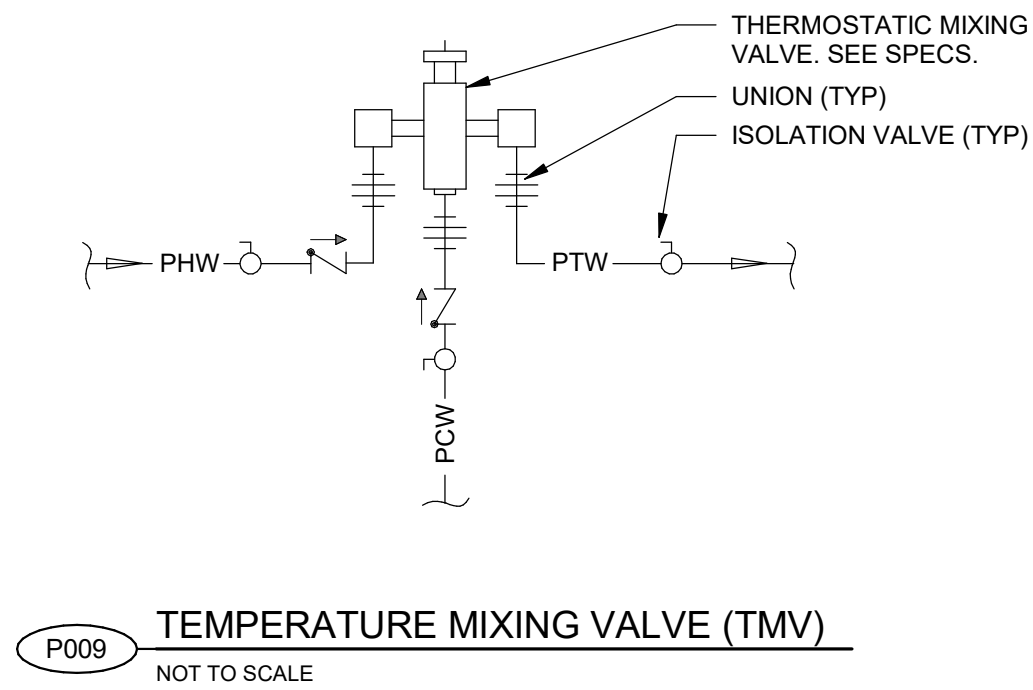 THERMOSTATIC MIXING
VALVE. SEE SPECS.
UNION (TYP)
ISOLATION VALVE (TYP)
PHW
PTW
PCW
P009
TEMPERATURE MIXING VALVE (TMV)
NOT TO SCALE